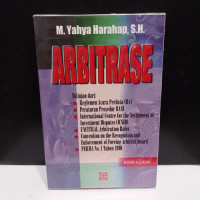 M. Yahya Harahap, S.H.
ARBITRASE
Ditinjau dari:
Reglemen Acara Perdata (Rv)
Peraturan Prosedur BANI
International Centre for the Settlement of
Investment Disputes (ICSID)
UNCITRAL Arbitration Rules
Convention on the Recognition and
Enforcement of Foreign Arbitral Award
PERMA No. 1 Tahun 1990
EDISI KEDUA